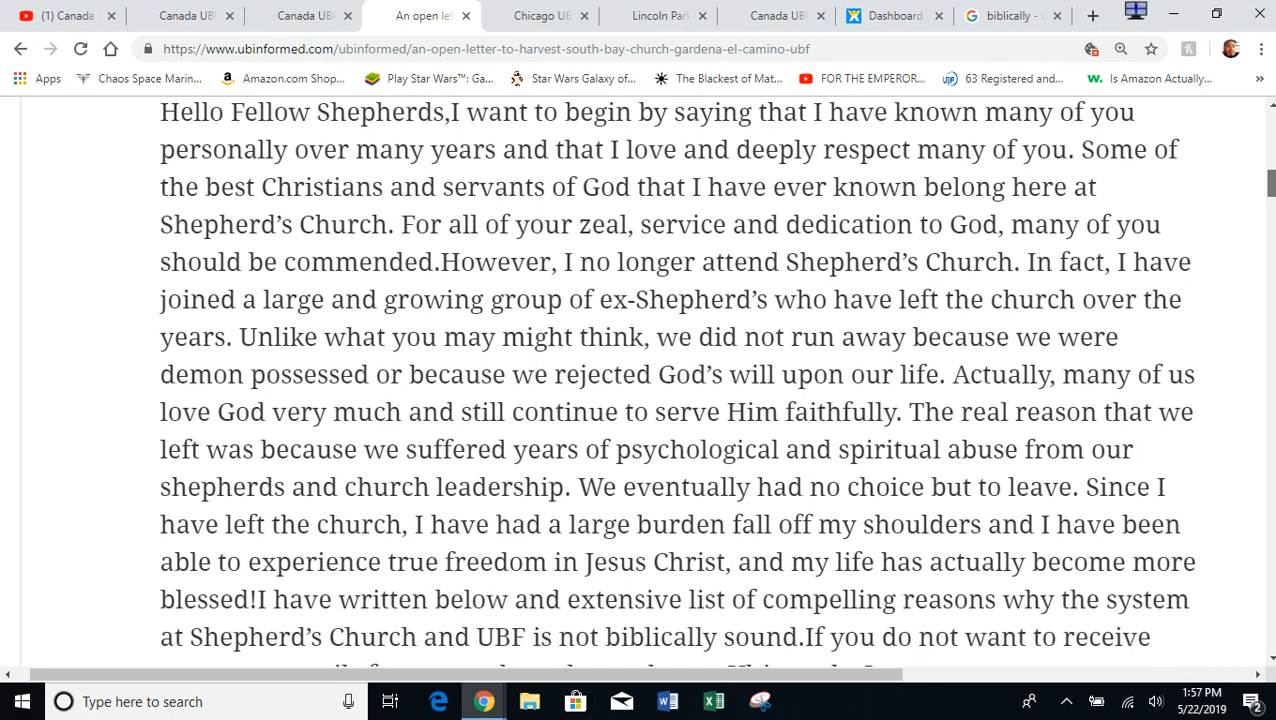 (1) Canada
Canada UBF
Canada UBF
An open let
Chicago UBF
Lincoln Park
Canada UBF
Dashboard
biblically - G
https://www.ubinformed.com/ubinformed/an-open-letter-to-harvest-south-bay-church-gardena-el-camino-ubf
Apps
Chaos Space Marin...
Amazon.com Shop...
Play Star Wars™: Ga...
Star Wars Galaxy of...
The Blackest of Mat...
FOR THE EMPEROR...
63 Registered and...
Is Amazon Actually...
Hello Fellow Shepherds,I want to begin by saying that I have known many of you
personally over many years and that I love and deeply respect many of you. Some of
the best Christians and servants of God that I have ever known belong here at
Shepherd’s Church. For all of your zeal, service and dedication to God, many of you
should be commended.However, I no longer attend Shepherd’s Church. In fact, I have
joined a large and growing group of ex-Shepherd’s who have left the church over the
years. Unlike what you may might think, we did not run away because we were
demon possessed or because we rejected God’s will upon our life. Actually, many of us
love God very much and still continue to serve Him faithfully. The real reason that we
left was because we suffered years of psychological and spiritual abuse from our
shepherds and church leadership. We eventually had no choice but to leave. Since I
have left the church, I have had a large burden fall off my shoulders and I have been
able to experience true freedom in Jesus Christ, and my life has actually become more
blessed!I have written below and extensive list of compelling reasons why the system
at Shepherd’s Church and UBF is not biblically sound.If you do not want to receive
Type here to search
1:57 PM
5/22/2019
2